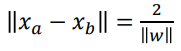 ‖x_a − x_b‖ = 2/‖w‖